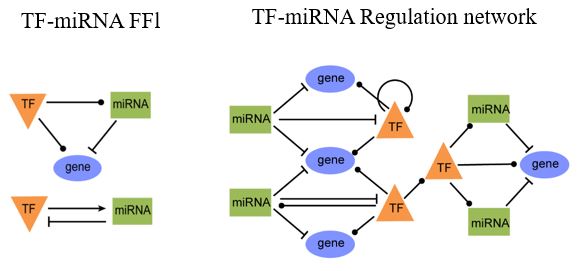 TF-miRNA FFl
TF-miRNA Regulation network
TF
miRNA
gene
TF
miRNA
gene
miRNA
TF
gene
miRNA
TF
gene
TF
miRNA
gene
miRNA